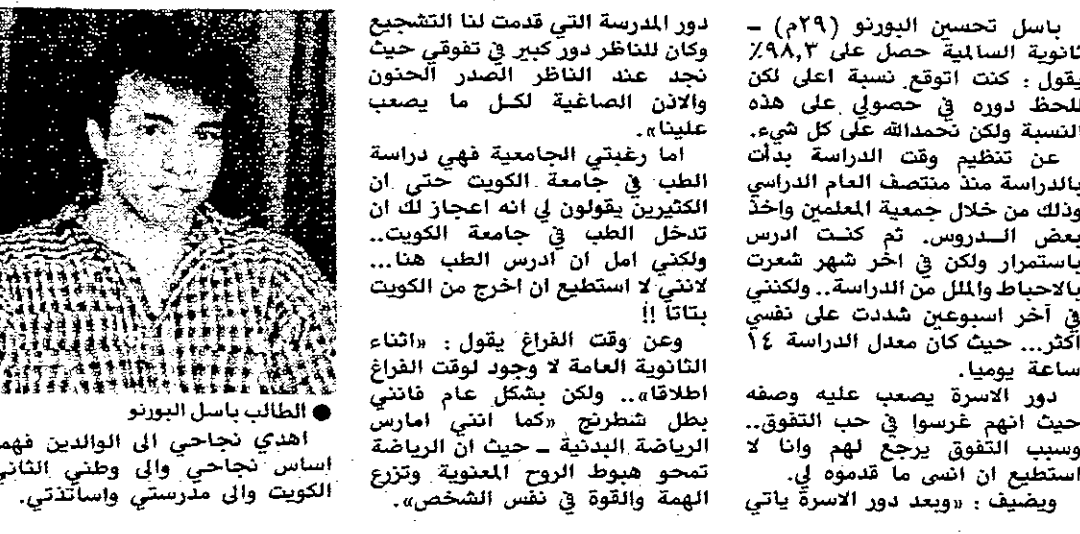 باسل تحسين البورنو (٢٩م) ـ
ثانوية السالمية حصل على ٩٨,٣٪
يقول : كنت اتوقع نسبة اعلى لكن
للحظ دوره في حصولي على هذه
النسبة ولكن نحمدالله على كل شيء.
عن تنظيم وقت الدراسة بدأت
بالدراسة منذ منتصف العام الدراسي
وذلك من خلال جمعية المعلمين واخذ
بعض الــدروس. ثم كنــت ادرس
باستمرار ولكن في اخر شهر شعرت
بالاحباط والملل من الدراسة.. ولكنني
في آخر اسبوعين شددت على نفسي
اكثر... حيث كان معدل الدراسة ١٤
ساعة يوميا.
دور الاسرة يصعب عليه وصفه
حيث انهم غرسوا في حب التفوق..
وسبب التفوق يرجع لهم وانا لا
استطيع ان انسى ما قدموه لي.
ويضيف : «وبعد دور الاسرة ياتي
دور المدرسة التي قدمت لنا التشجيع
وكان للناظر دور كبير في تفوقي حيث
نجد عند الناظر الصدر الحنون
والاذن الصاغية لكــل ما يصعب
علينا».
اما رغبتي الجامعية فهي دراسة
الطب في جامعة الكويت حتى ان
الكثيرين يقولون لي انه اعجاز لك ان
تدخل الطب في جامعة الكويت..
ولكني امل ان ادرس الطب هنا...
لانني لا استطيع ان اخرج من الكويت
بتاتا !!
وعن وقت الفراغ يقول : «اثناء
الثانوية العامة لا وجود لوقت الفراغ
اطلاقا».. ولكن بشكل عام فانني
بطل شطرنج «كما انني امارس
الرياضة البدنية ـ حيث ان الرياضة
تمحو هبوط الروح المعنوية وتزرع
الهمة والقوة في نفس الشخص».
● الطالب باسل البورنو
اهدي نجاحي الى الوالدين فهما
اساس نجاحي والى وطني الثاني
الكويت والى مدرستي واساتذتي.